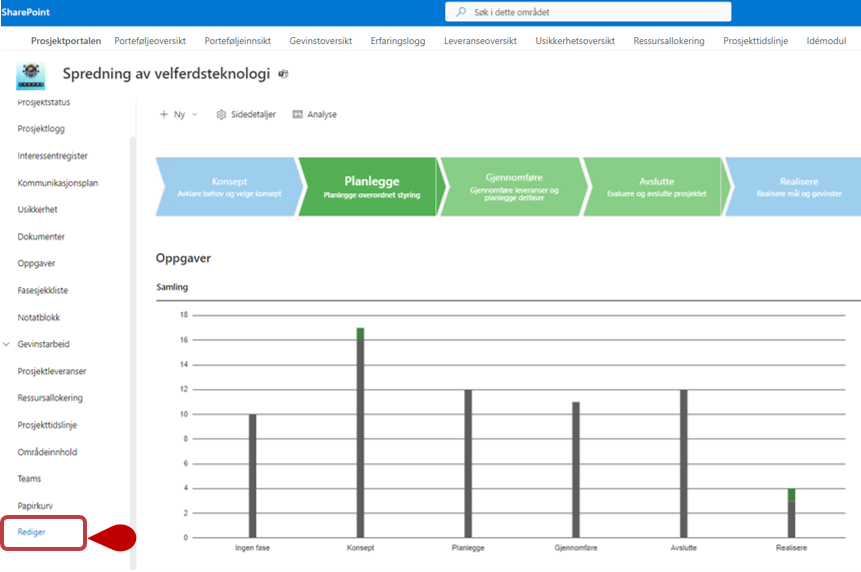 SharePoint
Søk i dette området
Prosjektportalen Porteføljeoversikt Porteføljeinnsikt Gevinstoversikt Erfaringslogg Leveranseoversikt Usikkerhetsoversikt Ressursallokering Prosjekttidslinje Idémodul
Spredning av velferdsteknologi
Prosjektstatus
Prosjektlogg
Interessentregister
Kommunikasjonsplan
Usikkerhet
Dokumenter
Oppgaver
Fasesjekkliste
Notatblokk
Gevinstarbeid
Prosjektleveranser
Ressursallokering
Prosjekttidslinje
Områdeinnhold
Teams
Papirkurv
Rediger
Ny Sidedetaljer Analyse
Konsept
Avklare behov og velge konsept
Planlegge
Planlegge overordnet styring
Gjennomføre
Gjennomføre leveranser og
planlegge delfaser
Avslutte
Evaluere og avslutte prosjektet
Realisere
Realisere mål og gevinster
Oppgaver
Samling
18
16
14
12
10
8
6
4
2
0
Ingen fase Konsept Planlegge Gjennomføre Avslutte Realisere